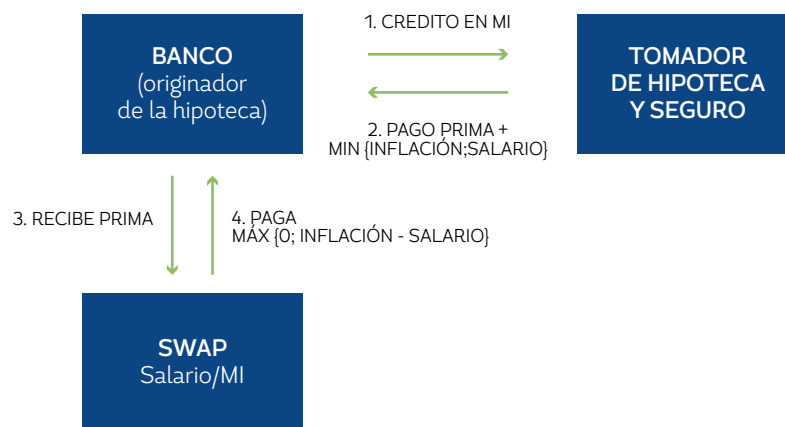 BANCO
(originador
de la hipoteca)
1. CREDITO EN MI
2. PAGO PRIMA +
MIN {INFLACIÓN;SALARIO}
TOMADOR
DE HIPOTECA
Y SEGURO
3. RECIBE PRIMA
4. PAGA
MÁX {0; INFLACIÓN - SALARIO}
SWAP
Salario/MI